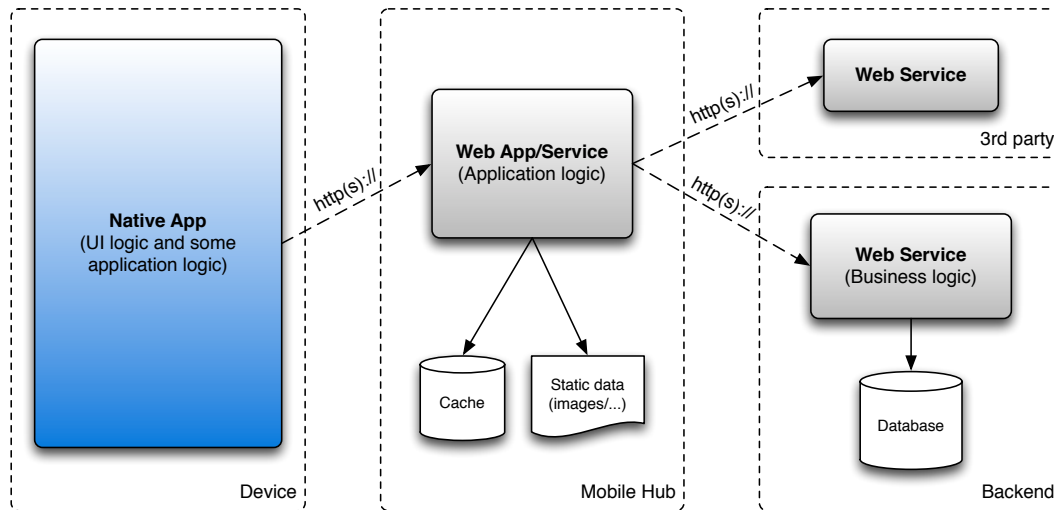 Native App
(UI logic and some
application logic)
Device
http(s)://
Web App/Service
(Application logic)
Cache
Static data
(images/...)
Mobile Hub
http(s)://
http(s)://
Web Service
3rd party
Web Service
(Business logic)
Database
Backend